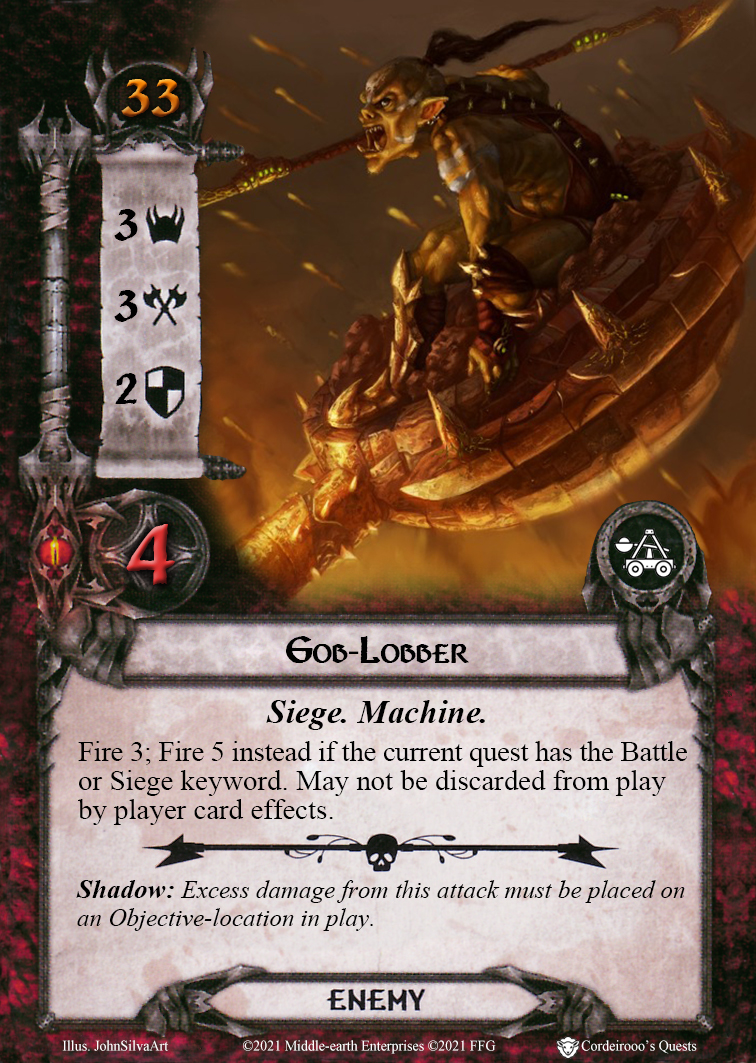 33
3
3
2
4
Gob-Lobber
Siege. Machine.
Fire 3; Fire 5 instead if the current quest has the Battle
or Siege keyword. May not be discarded from play
by player card effects.
Shadow: Excess damage from this attack must be placed on
an Objective-location in play.
ENEMY
Illus. JohnSilvaArt ©2021 Middle-earth Enterprises ©2021 FFG Cordeirooo's Quests